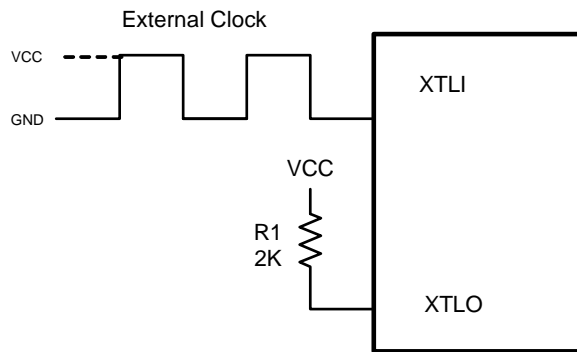 External Clock
VCC
GND
XTLI
VCC
R1
2K
XTLO